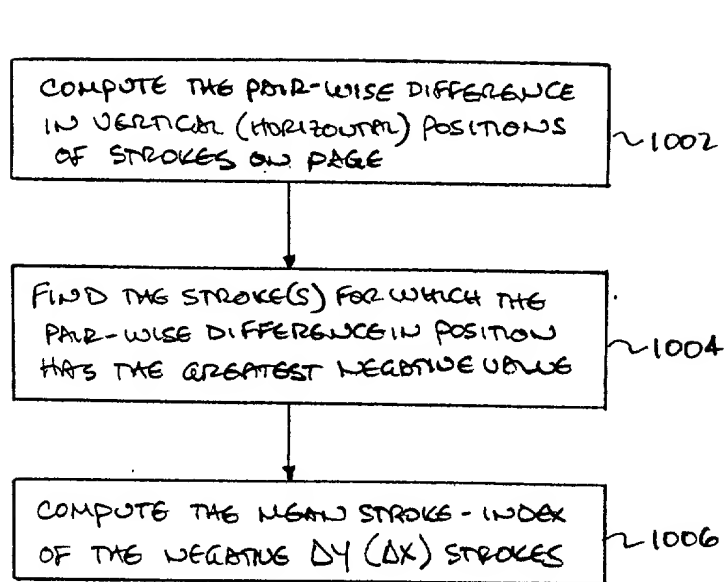 COMPUTE THE PAIR-WISE DIFFERENCE
IN VERTICAL (HORIZONTAL) POSITIONS
OF STROKES ON PAGE
1002
FIND THE STROKE(S) FOR WHICH THE
PAIR-WISE DIFFERENCE IN POSITION
HAS THE GREATEST NEGATIVE VALUE
1004
COMPUTE THE MEAN STROKE-INDEX
OF THE NEGATIVE ΔY (ΔX) STROKES
1006